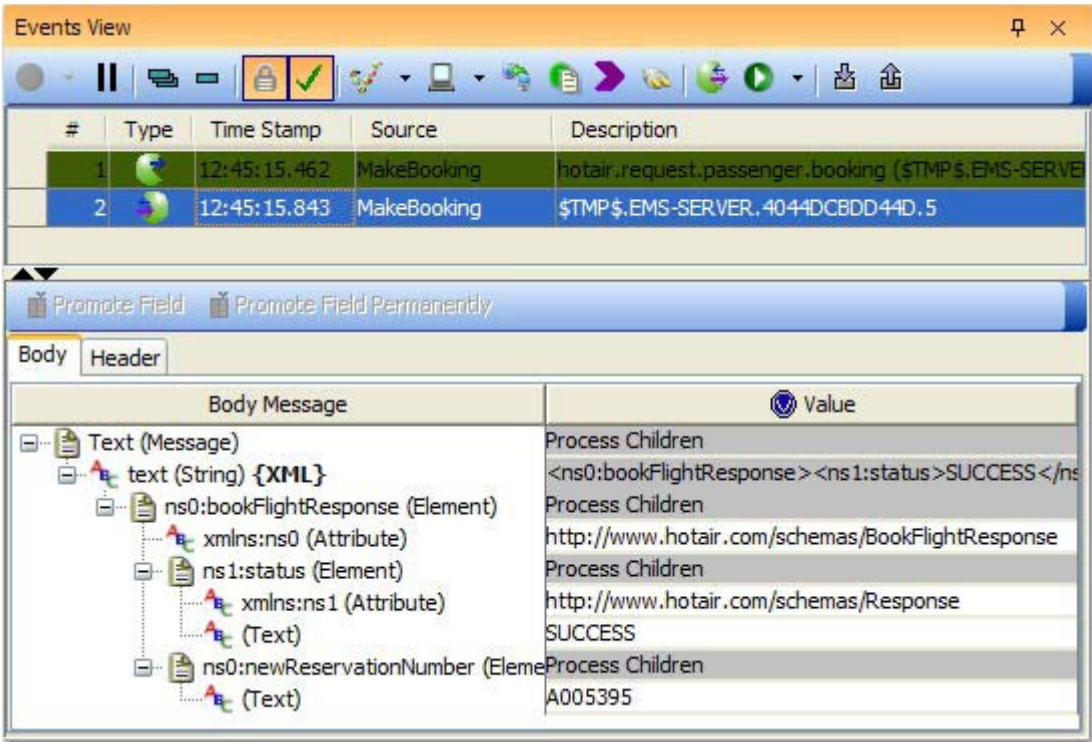 Events View
# Type Time Stamp Source Description
1 12:45:15.462 MakeBooking hotair.request.passenger.booking ($TMP$.EMS-SERVE
2 12:45:15.843 MakeBooking $TMP$.EMS-SERVER.4044DCBDD44D.5
Promote Field Promote Field Permanently
Body Header
Body Message Value
Text (Message) Process Children
text (String) {XML} <ns0:bookFlightResponse><ns1:status>SUCCESS</ns
ns0:bookFlightResponse (Element) Process Children
xmlns:ns0 (Attribute) http://www.hotair.com/schemas/BookFlightResponse
ns1:status (Element) Process Children
xmlns:ns1 (Attribute) http://www.hotair.com/schemas/Response
(Text) SUCCESS
ns0:newReservationNumber (Eleme Process Children
(Text) A005395